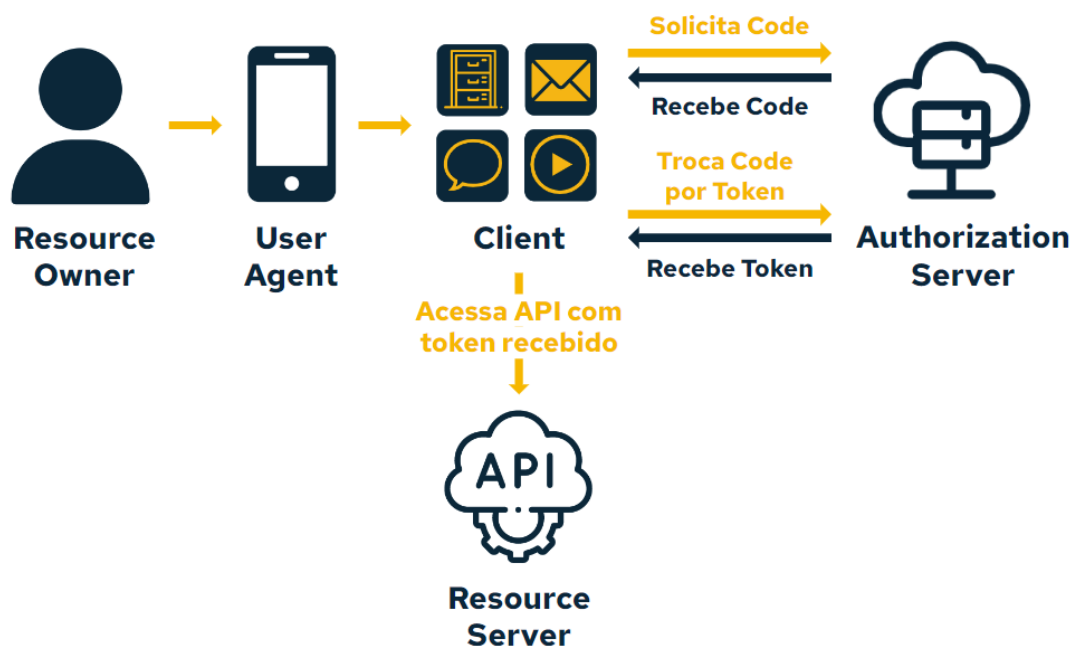 Solicita Code
Recebe Code
Troca Code
por Token
Recebe Token
Resource
Owner
User
Agent
Client
Authorization
Server
Acessa API com
token recebido
API
Resource
Server